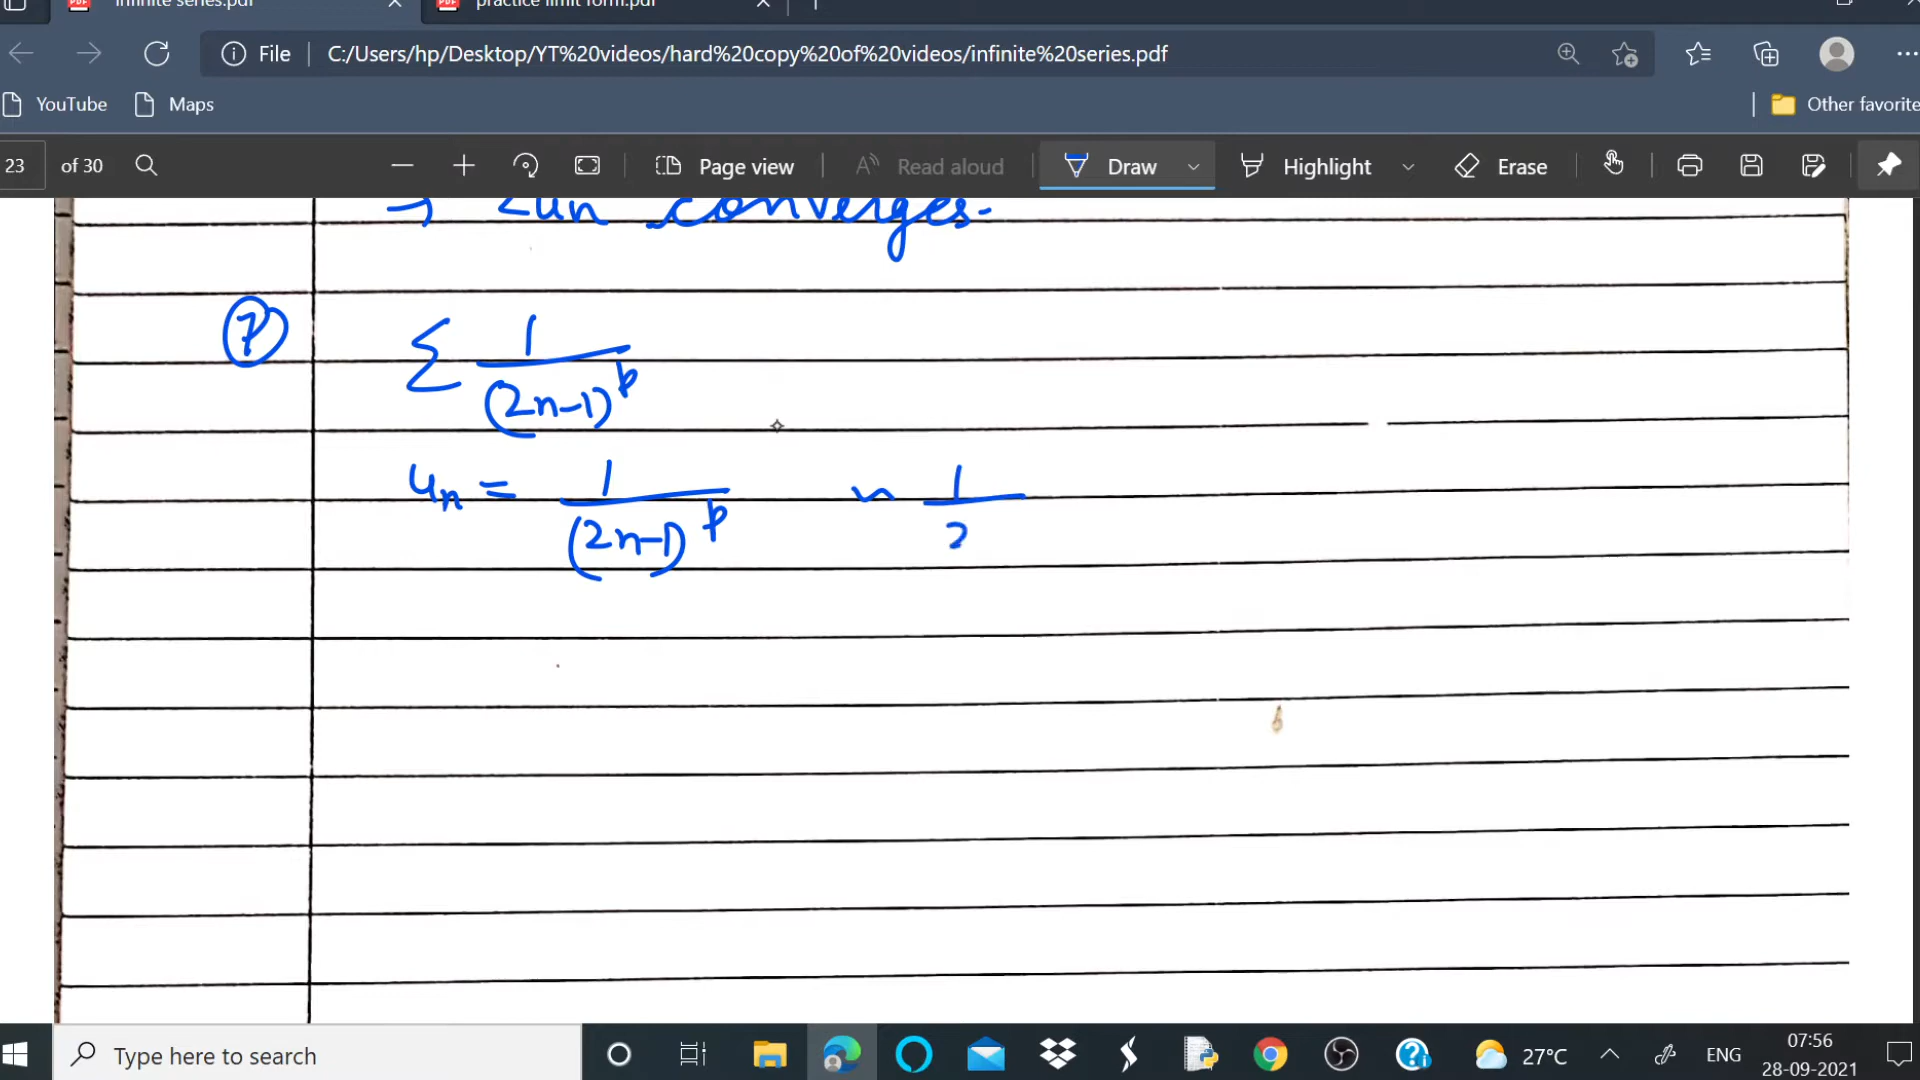 infinite series.pdf
practice limit form.pdf
File C:/Users/hp/Desktop/YT%20videos/hard%20copy%20of%20videos/infinite%20series.pdf
YouTube Maps Other favorite
23 of 30 Page view Read aloud Draw Highlight Erase
→ Σun converges.
⑦ Σ 1/(2n-1)^p
un = 1/(2n-1)^p ~ 1/2
Type here to search 27°C ENG 07:56
28-09-2021